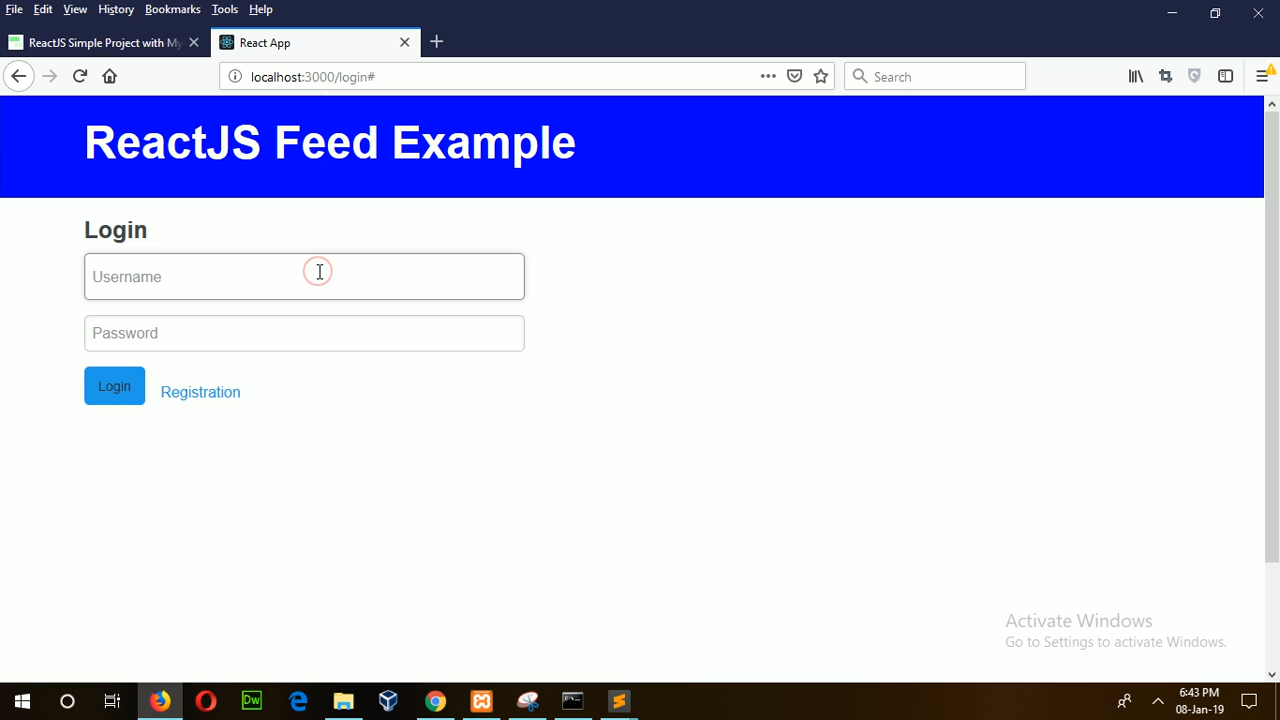 File Edit View History Bookmarks Tools Help
ReactJS Simple Project with My
React App
localhost:3000/login#
Search
ReactJS Feed Example
Login
Username
Password
Login Registration
Activate Windows
Go to Settings to activate Windows.
Dw
6:43 PM
08-Jan-19